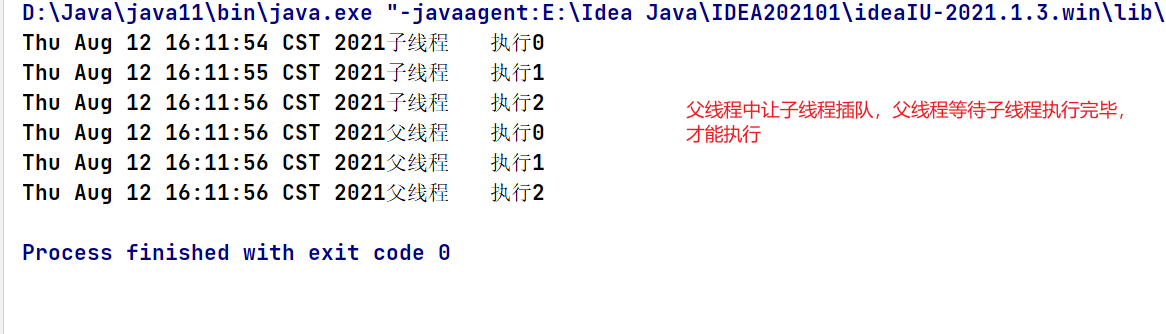 D:\Java\java11\bin\java.exe "-javaagent:E:\Idea Java\IDEA202101\ideaIU-2021.1.3.win\lib\
Thu Aug 12 16:11:54 CST 2021子线程 执行0
Thu Aug 12 16:11:55 CST 2021子线程 执行1
Thu Aug 12 16:11:56 CST 2021子线程 执行2
Thu Aug 12 16:11:56 CST 2021父线程 执行0
Thu Aug 12 16:11:56 CST 2021父线程 执行1
Thu Aug 12 16:11:56 CST 2021父线程 执行2
父线程中让子线程插队，父线程等待子线程执行完毕，
才能执行
Process finished with exit code 0